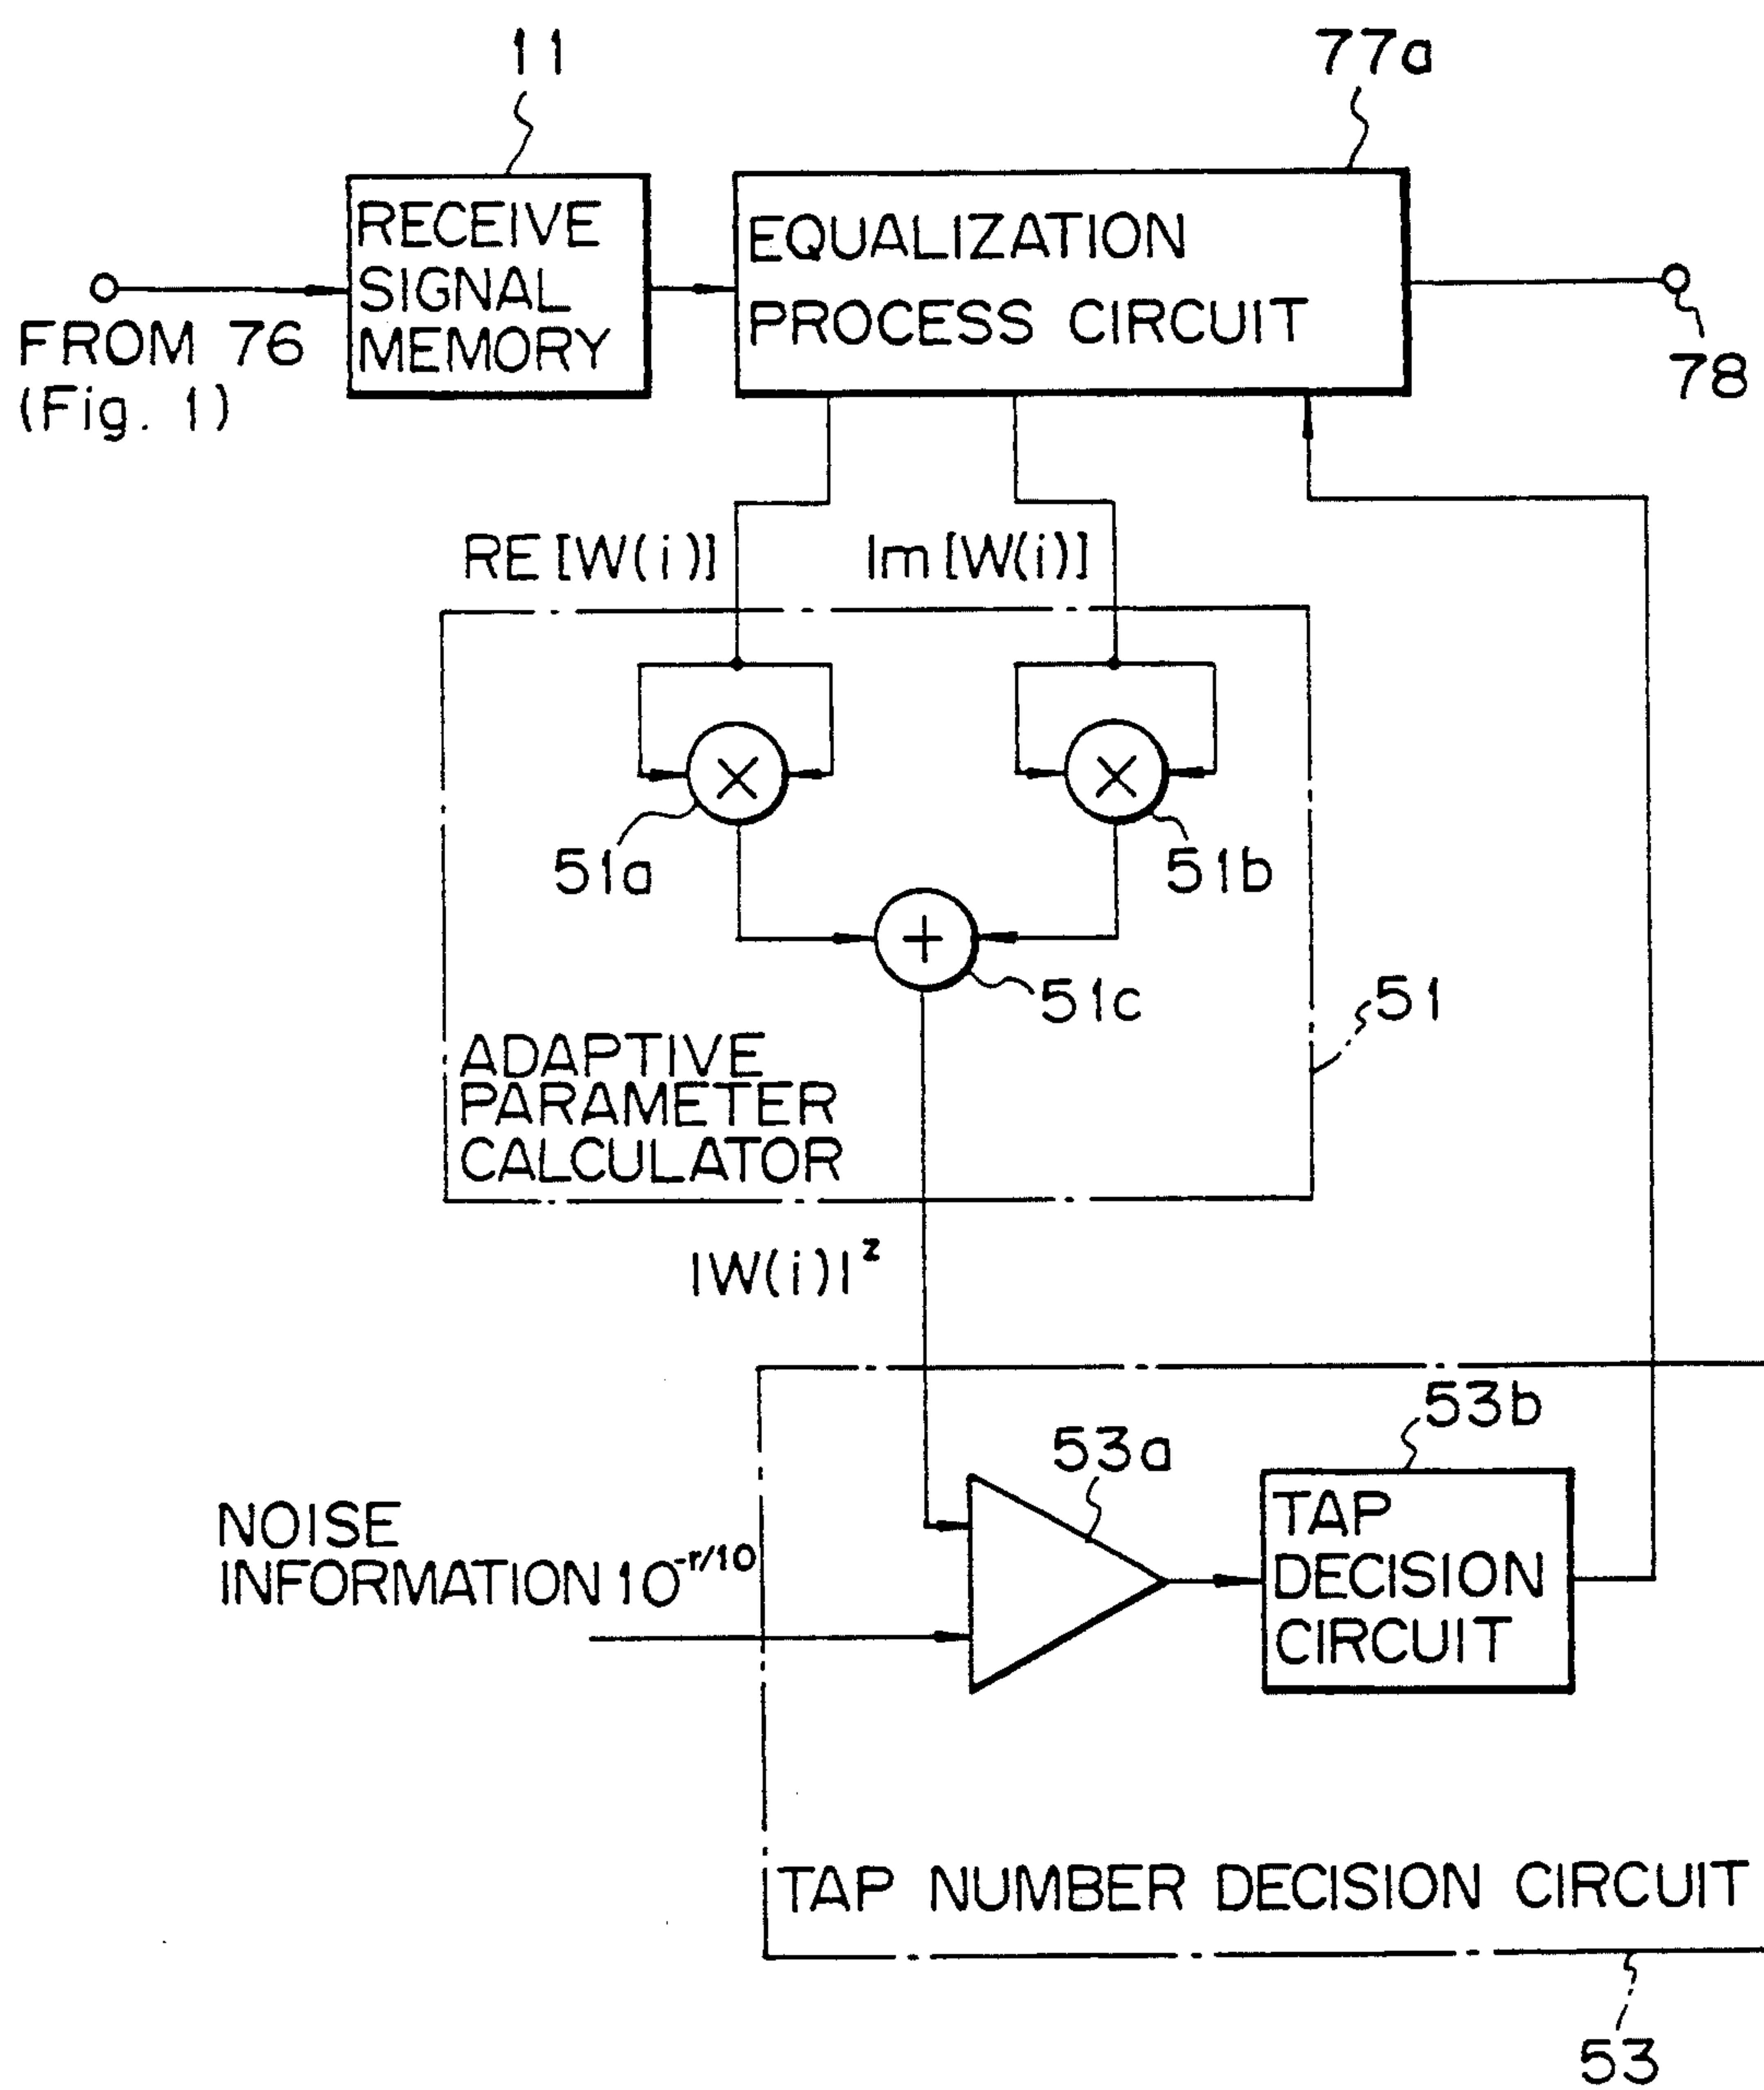 11
77a
RECEIVE
SIGNAL
MEMORY
EQUALIZATION
PROCESS CIRCUIT
FROM 76
(Fig. 1)
78
RE [W(i)]
Im [W(i)]
51a
51b
51c
51
ADAPTIVE
PARAMETER
CALCULATOR
|W(i)|²
53a
53b
NOISE
INFORMATION 10^-r/10
TAP
DECISION
CIRCUIT
TAP NUMBER DECISION CIRCUIT
53